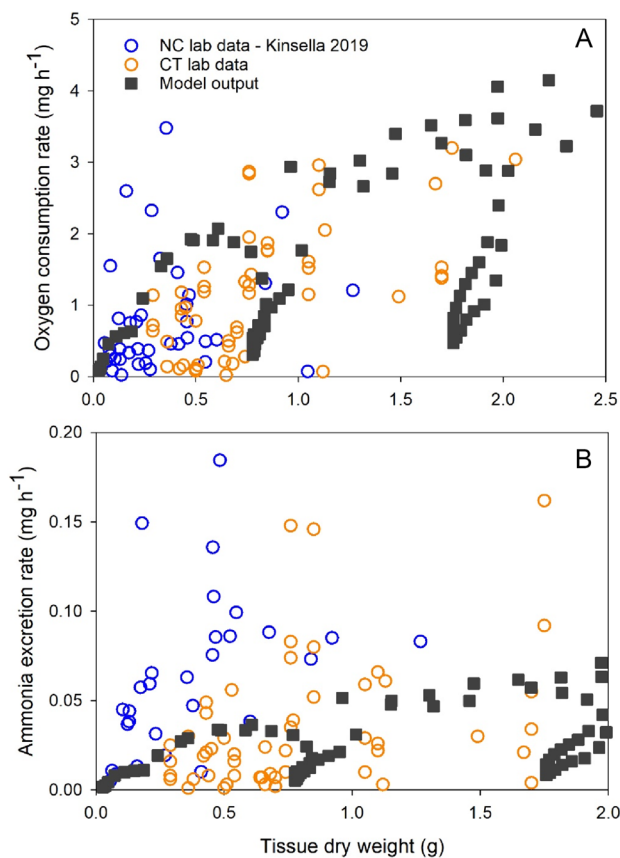 NC lab data - Kinsella 2019
A
CT lab data
Model output
Oxygen consumption rate (mg h⁻¹)
5
4
3
2
1
0
0.0 0.5 1.0 1.5 2.0 2.5
B
Ammonia excretion rate (mg h⁻¹)
0.20
0.15
0.10
0.05
0.00
0.0 0.5 1.0 1.5 2.0
Tissue dry weight (g)